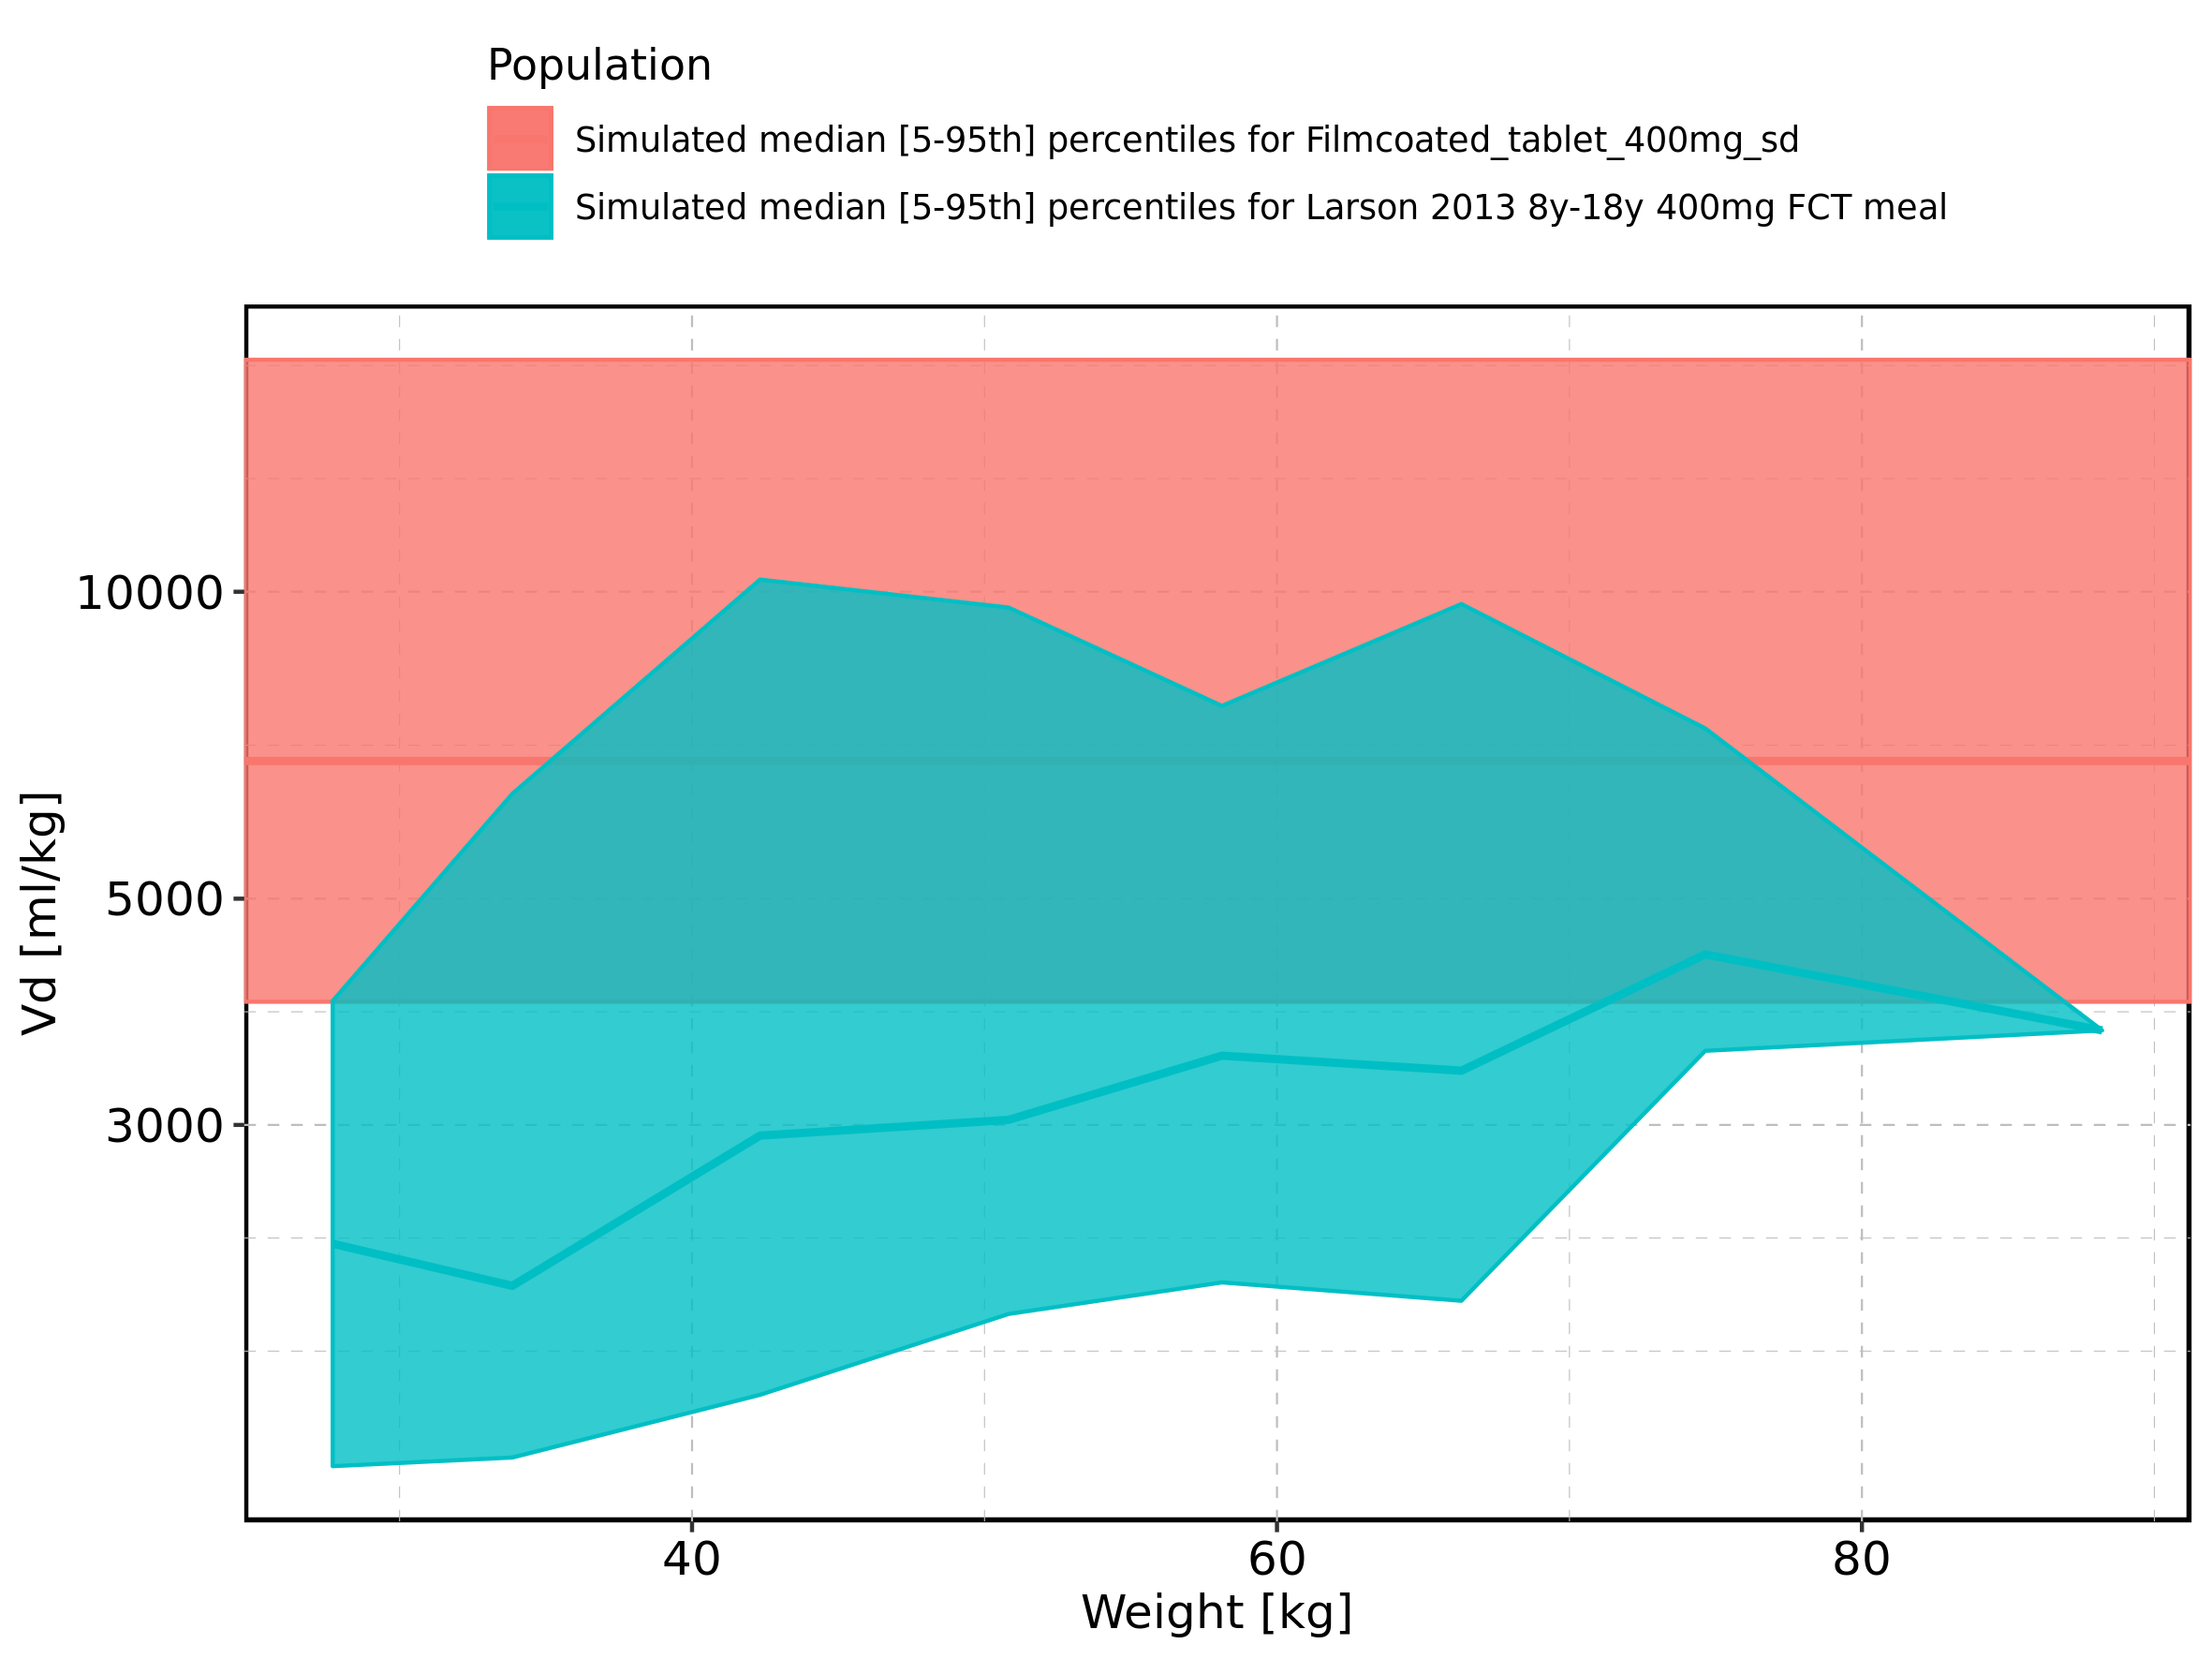 Population
Simulated median [5-95th] percentiles for Filmcoated_tablet_400mg_sd
Simulated median [5-95th] percentiles for Larson 2013 8y-18y 400mg FCT meal
10000
5000
3000
Vd [ml/kg]
40 60 80
Weight [kg]